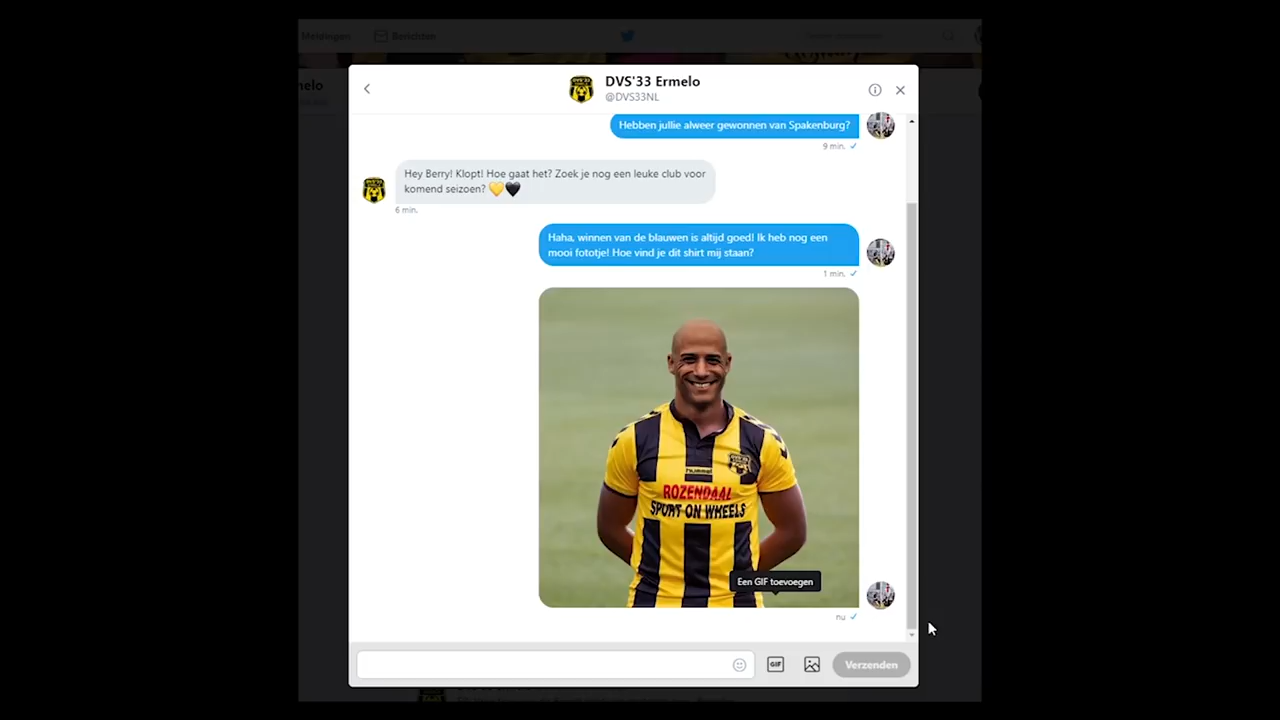 Meldingen
Berichten
DVS'33 Ermelo
@DVS33NL
Hebben jullie alweer gewonnen van Spakenburg?
9 min.
Hey Berry! Klopt! Hoe gaat het? Zoek je nog een leuke club voor
komend seizoen? 💛🖤
6 min.
Haha, winnen van de blauwen is altijd goed! Ik heb nog een
mooi fototje! Hoe vind je dit shirt mij staan?
1 min.
hummel
DVS'33
ROZENDAAL
SPORT ON WHEELS
Een GIF toevoegen
nu
GIF
Verzenden